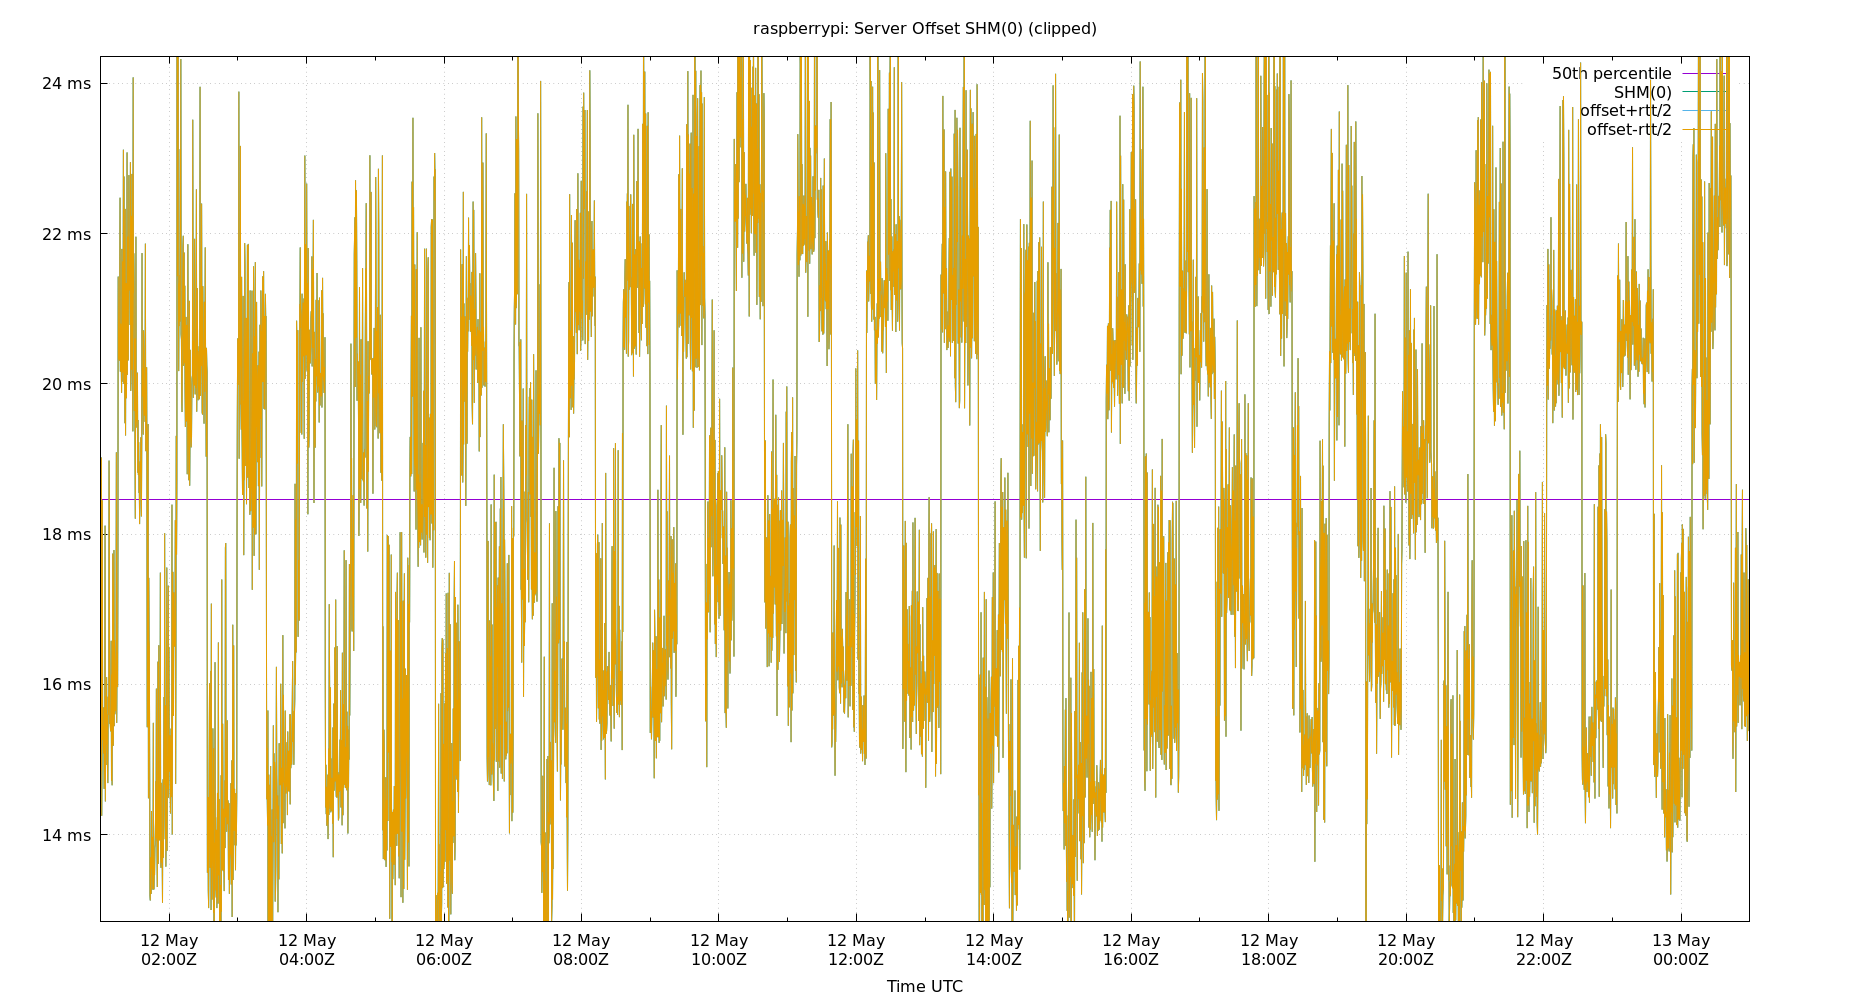 raspberrypi: Server Offset SHM(0) (clipped)
50th percentile
SHM(0)
offset+rtt/2
offset-rtt/2
24 ms
22 ms
20 ms
18 ms
16 ms
14 ms
12 May 12 May 12 May 12 May 12 May 12 May 12 May 12 May 12 May 12 May 12 May 13 May
02:00Z 04:00Z 06:00Z 08:00Z 10:00Z 12:00Z 14:00Z 16:00Z 18:00Z 20:00Z 22:00Z 00:00Z
Time UTC